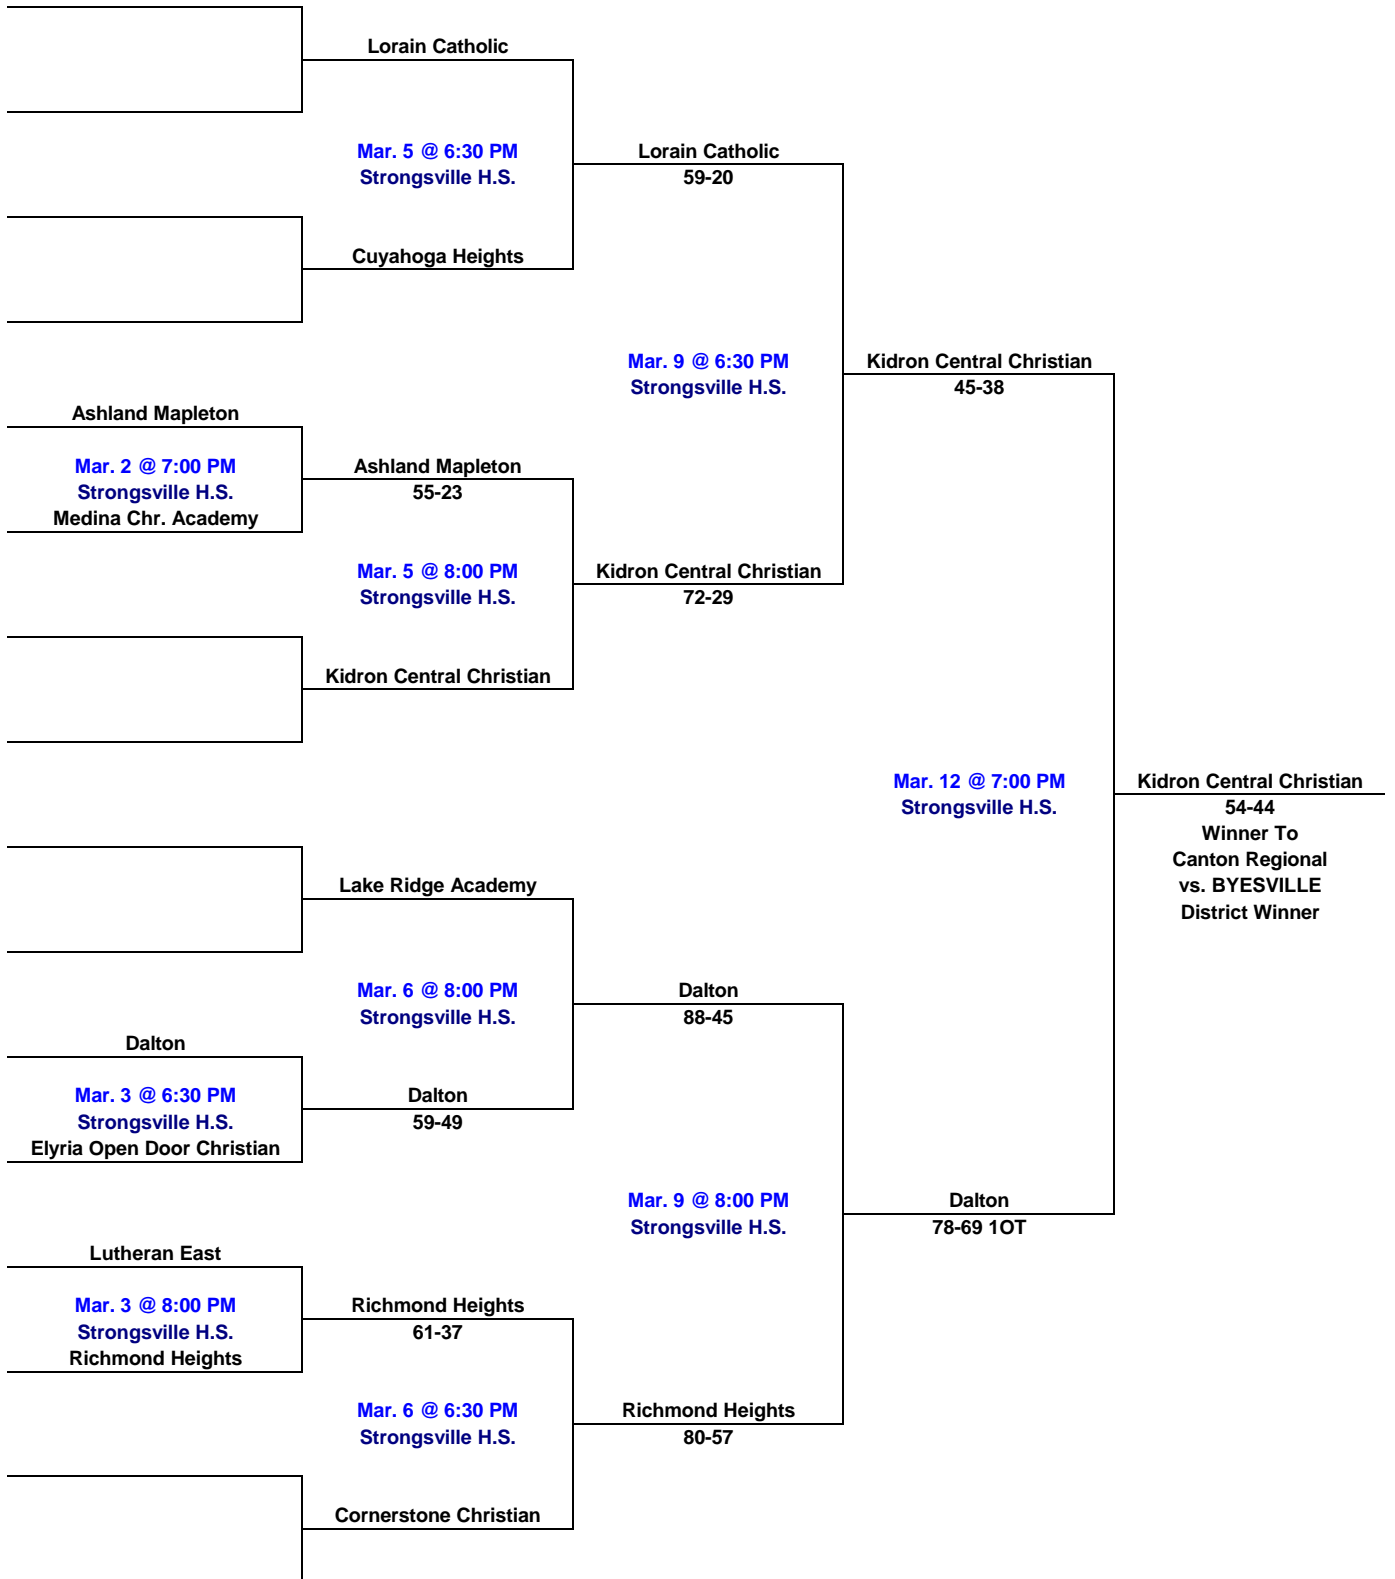 Lorain Catholic
Mar. 5 @ 6:30 PM
Strongsville H.S.
Lorain Catholic
59-20
Cuyahoga Heights
Mar. 9 @ 6:30 PM
Strongsville H.S.
Kidron Central Christian
45-38
Ashland Mapleton
Mar. 2 @ 7:00 PM
Strongsville H.S.
Medina Chr. Academy
Ashland Mapleton
55-23
Mar. 5 @ 8:00 PM
Strongsville H.S.
Kidron Central Christian
72-29
Kidron Central Christian
Mar. 12 @ 7:00 PM
Strongsville H.S.
Kidron Central Christian
54-44
Winner To
Canton Regional
vs. BYESVILLE
District Winner
Lake Ridge Academy
Mar. 6 @ 8:00 PM
Strongsville H.S.
Dalton
88-45
Dalton
Mar. 3 @ 6:30 PM
Strongsville H.S.
Elyria Open Door Christian
Dalton
59-49
Mar. 9 @ 8:00 PM
Strongsville H.S.
Dalton
78-69 1OT
Lutheran East
Mar. 3 @ 8:00 PM
Strongsville H.S.
Richmond Heights
Richmond Heights
61-37
Mar. 6 @ 6:30 PM
Strongsville H.S.
Richmond Heights
80-57
Cornerstone Christian